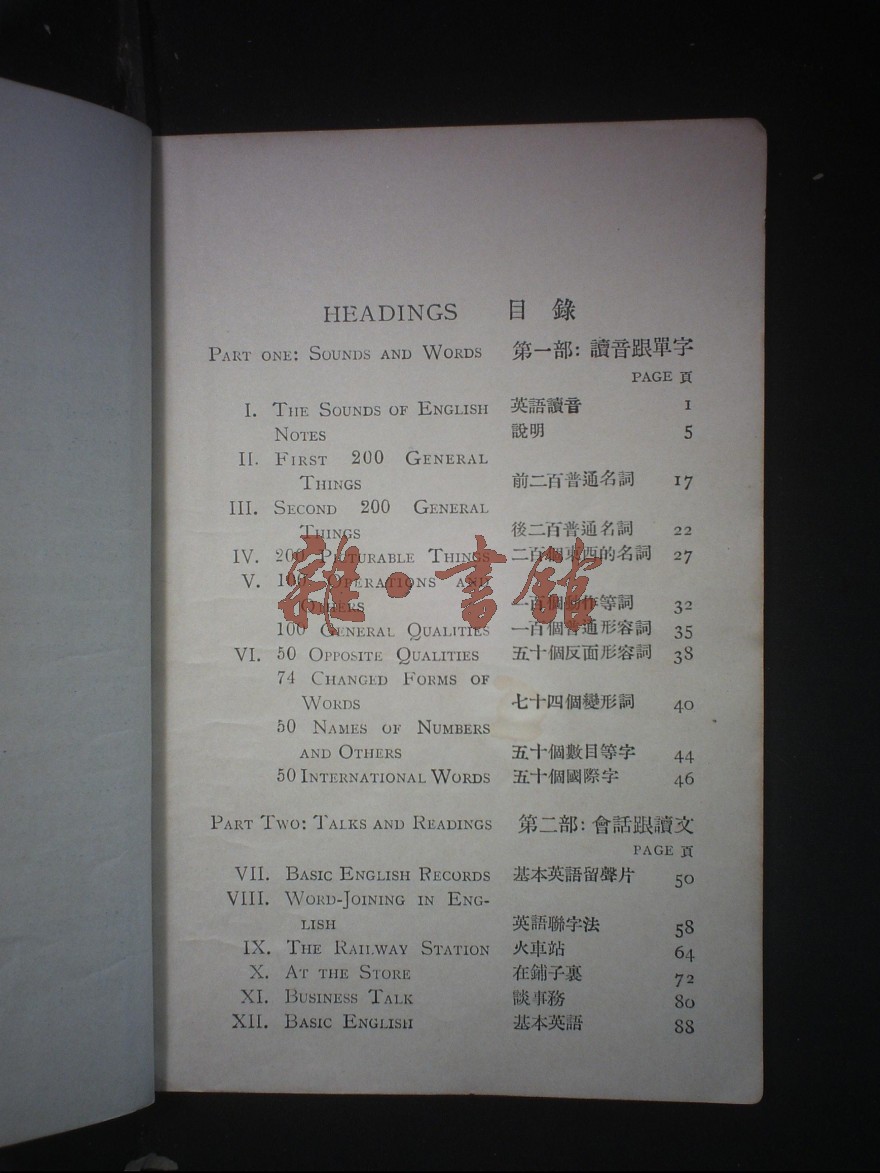 HEADINGS 目錄
PART ONE: SOUNDS AND WORDS 第一部: 讀音跟單字
PAGE 頁
I. THE SOUNDS OF ENGLISH 英語讀音 1
NOTES 說明 5
II. FIRST 200 GENERAL
THINGS 前二百普通名詞 17
III. SECOND 200 GENERAL
THINGS 後二百普通名詞 22
IV. 200 PICTURABLE THINGS 二百個東西的名詞 27
V. 100 OPERATIONS AND
OTHERS 一百個動作等詞 32
100 GENERAL QUALITIES 一百個普通形容詞 35
VI. 50 OPPOSITE QUALITIES 五十個反面形容詞 38
74 CHANGED FORMS OF
WORDS 七十四個變形詞 40
50 NAMES OF NUMBERS
AND OTHERS 五十個數目等字 44
50 INTERNATIONAL WORDS 五十個國際字 46
PART TWO: TALKS AND READINGS 第二部: 會話跟讀文
PAGE 頁
VII. BASIC ENGLISH RECORDS 基本英語留聲片 50
VIII. WORD-JOINING IN ENG-
LISH 英語聯字法 58
IX. THE RAILWAY STATION 火車站 64
X. AT THE STORE 在鋪子裏 72
XI. BUSINESS TALK 談事務 80
XII. BASIC ENGLISH 基本英語 88
雜·書館